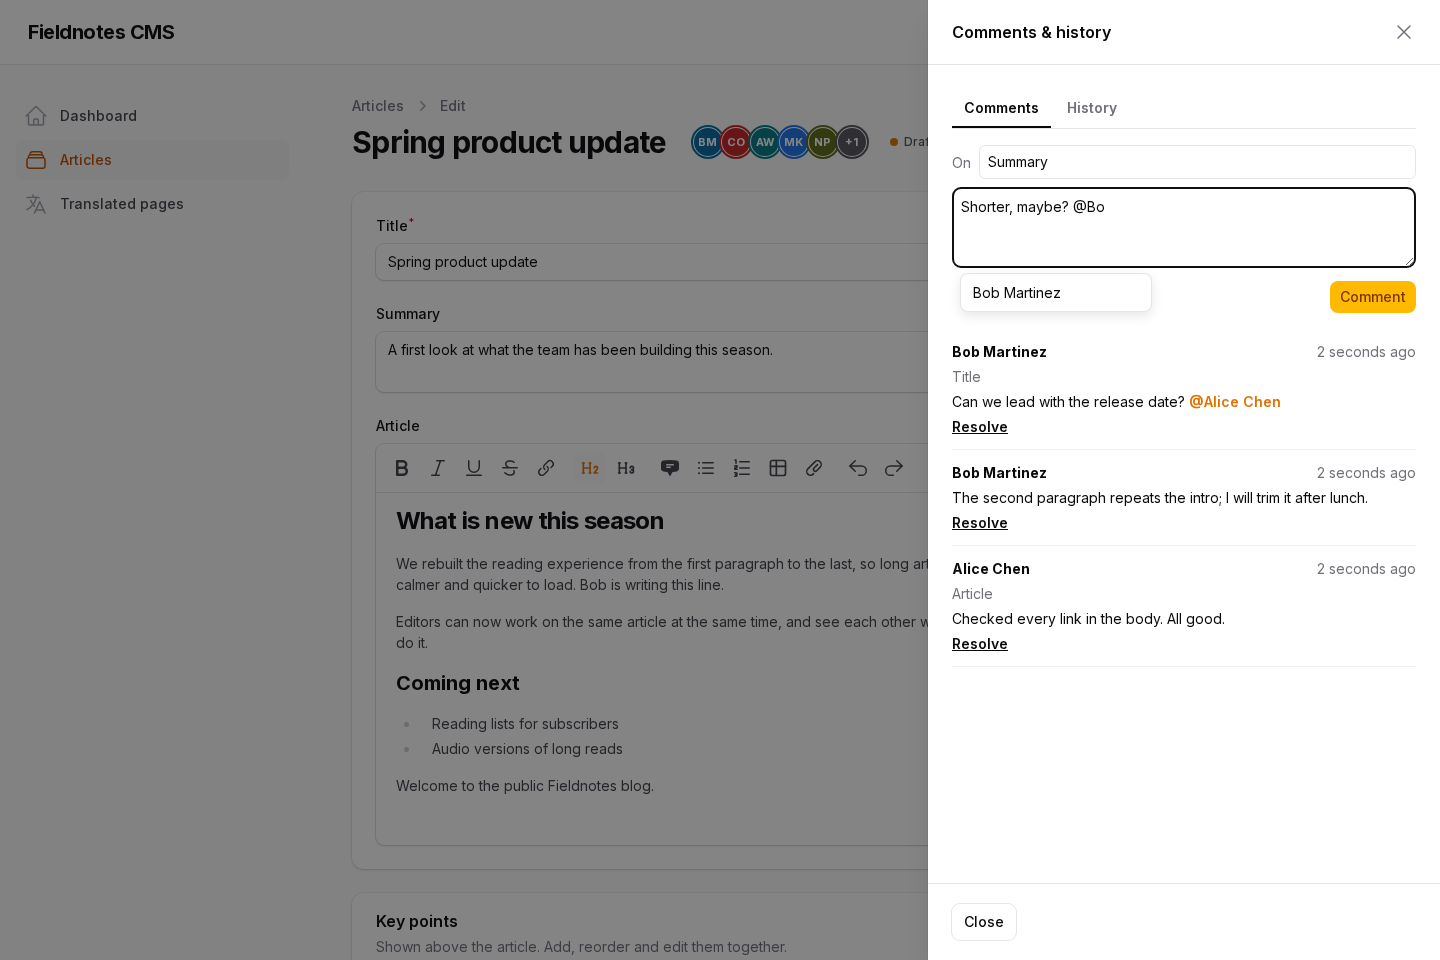 Fieldnotes CMS
Dashboard
Articles
Translated pages
Articles
Edit
Spring product update
BM
CO
AW
MK
NP
+1
Title*
Spring product update
Summary
A first look at what the team has been building this season.
Article
B
I
U
S
H2
H3
What is new this season
We rebuilt the reading experience from the first paragraph to the last, so long
calmer and quicker to load. Bob is writing this line.
Editors can now work on the same article at the same time, and see each other
do it.
Coming next
Reading lists for subscribers
Audio versions of long reads
Welcome to the public Fieldnotes blog.
Key points
Shown above the article. Add, reorder and edit them together.
Comments & history
Comments
History
On
Summary
Shorter, maybe? @Bo
Bob Martinez
Comment
Bob Martinez
2 seconds ago
Title
Can we lead with the release date? @Alice Chen
Resolve
Bob Martinez
2 seconds ago
The second paragraph repeats the intro; I will trim it after lunch.
Resolve
Alice Chen
2 seconds ago
Article
Checked every link in the body. All good.
Resolve
Close